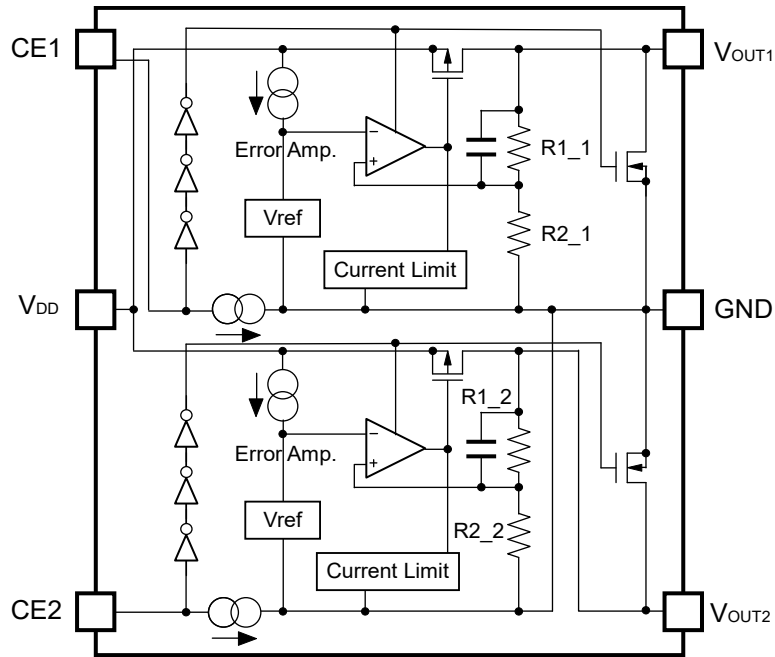 CE1
VOUT1
−
Error Amp.
+
R1_1
Vref
R2_1
Current Limit
VDD
GND
R1_2
−
Error Amp.
+
Vref
R2_2
Current Limit
CE2
VOUT2